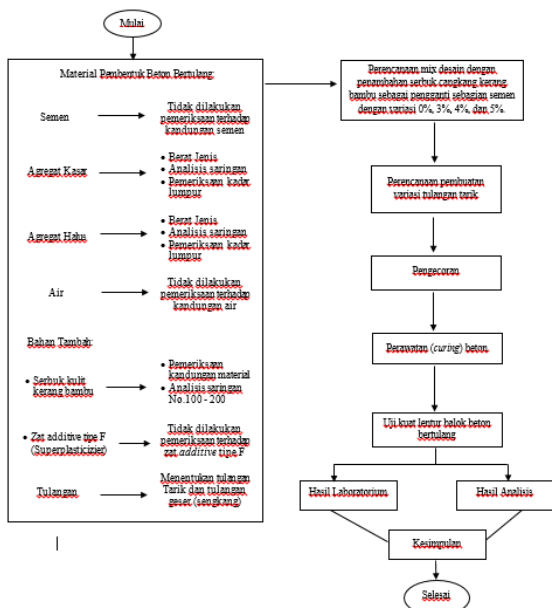 Mulai
Material Pembentuk Beton Bertulang:
Semen
Tidak dilakukan
pemeriksaan terhadap
kandungan semen
Agregat Kasar
• Berat Jenis
• Analisis saringan
• Pemeriksaan kadar
lumpur
Agregat Halus
• Berat Jenis
• Analisis saringan
• Pemeriksaan kadar
lumpur
Air
Tidak dilakukan
pemeriksaan terhadap
kandungan air
Bahan Tambah:
• Serbuk kulit
kerang bambu
• Pemeriksaan
kandungan material
• Analisis saringan
No.100 - 200
• Zat additive tipe F
(Superplasticizier)
Tidak dilakukan
pemeriksaan terhadap
zat additive tipe F
Tulangan
Menentukan tulangan
Tarik dan tulangan
geser (sengkang)
Perencanaan mix desain dengan
penambahan serbuk cangkang kerang
bambu sebagai pengganti sebagian semen
dengan variasi 0%, 3%, 4%, dan 5%.
Perencanaan pembuatan
variasi tulangan tarik
Pengecoran
Perawatan (curing) beton
Uji kuat lentur balok beton
bertulang
Hasil Laboratorium
Hasil Analisis
Kesimpulan
Selesai